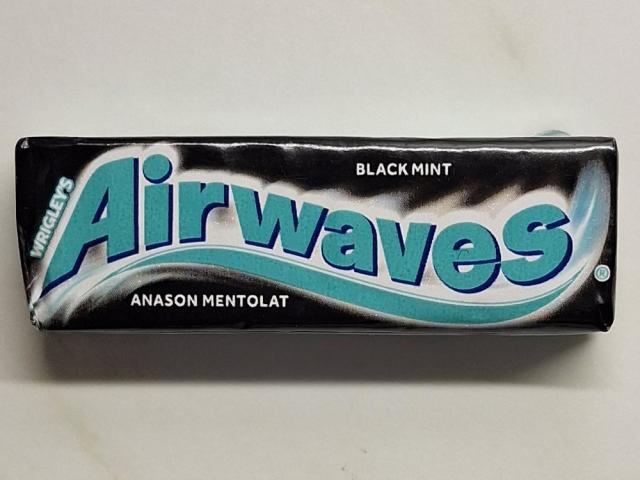 BLACK MINT
WRIGLEY'S
Airwaves
®
ANASON MENTOLAT